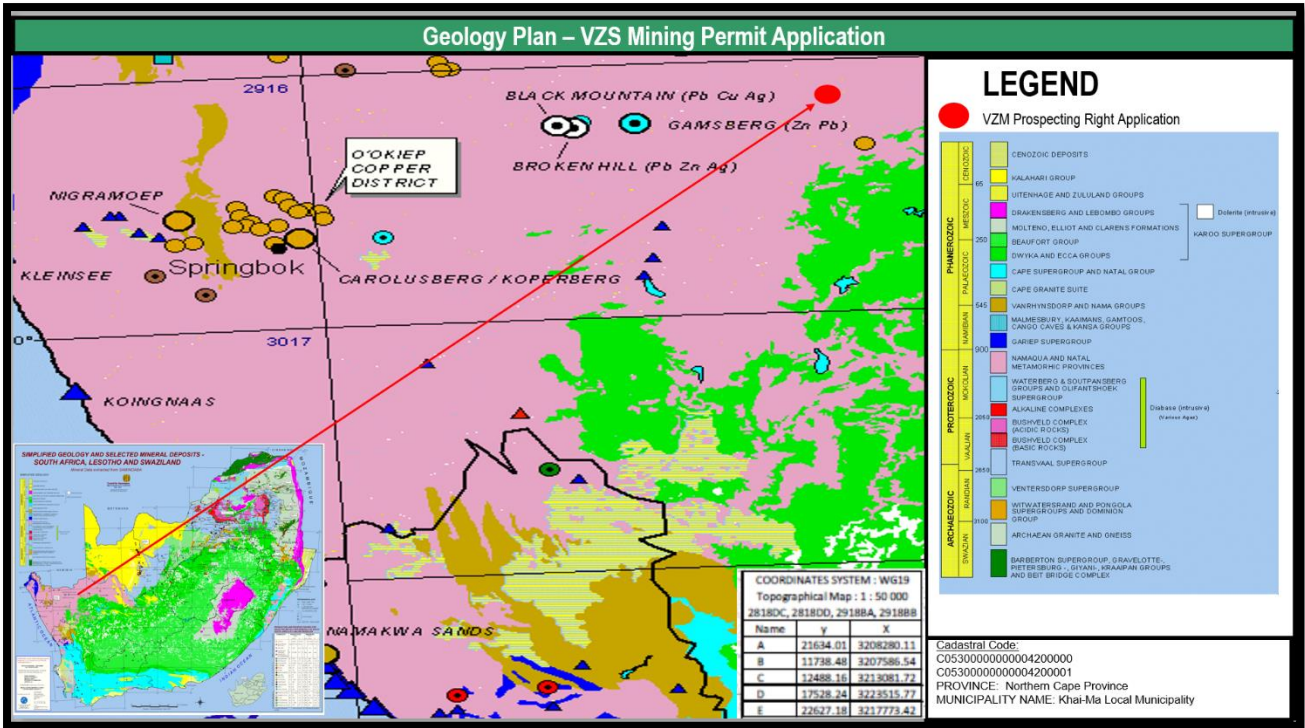 Geology Plan – VZS Mining Permit Application
2916
BLACK MOUNTAIN (Pb Cu Ag)
GAMSBERG (Zn Pb)
BROKEN HILL (Pb Zn Ag)
O'OKIEP
COPPER
DISTRICT
NIGRAMOEP
Springbok
KLEINSEE
CAROLUSBERG / KOPERBERG
0°
3017
KOINGNAAS
NAMAKWA SANDS
SIMPLIFIED GEOLOGY AND SELECTED MINERAL DEPOSITS -
SOUTH AFRICA, LESOTHO AND SWAZILAND
COORDINATES SYSTEM : WG19
Topographical Map : 1 : 50 000
2818DC, 2818DD, 2918BA, 2918BB
Name y X
A 21634.01 3208280.11
B 11738.48 3207586.54
C 12488.16 3213081.72
D 17528.24 3223515.77
E 22627.18 3217773.42
LEGEND
VZM Prospecting Right Application
CENOZOIC
65
MESZOIC
250
PALAEOZOIC
545
NAMIBIAN
900
MOKOLIAN
2050
VAALIAN
2650
RANDIAN
3100
SWAZIAN
PHANEROZOIC
PROTEROZOIC
ARCHAEOZOIC
CENOZOIC DEPOSITS
KALAHARI GROUP
UITENHAGE AND ZULULAND GROUPS
DRAKENSBERG AND LEBOMBO GROUPS
MOLTENO, ELLIOT AND CLARENS FORMATIONS
BEAUFORT GROUP
DWYKA AND ECCA GROUPS
CAPE SUPERGROUP AND NATAL GROUP
CAPE GRANITE SUITE
VANRHYNSDORP AND NAMA GROUPS
MALMESBURY, KAAIMANS, GAMTOOS,
CANGO CAVES & KANSA GROUPS
GARIEP SUPERGROUP
NAMAQUA AND NATAL
METAMORHIC PROVINCES
WATERBERG & SOUTPANSBERG
GROUPS AND OLIFANTSHOEK
SUPERGROUP
ALKALINE COMPLEXES
BUSHVELD COMPLEX
(ACIDIC ROCKS)
BUSHVELD COMPLEX
(BASIC ROCKS)
TRANSVAAL SUPERGROUP
VENTERSDORP SUPERGROUP
WITWATERSRAND AND PONGOLA
SUPERGROUPS AND DOMINION
GROUP
ARCHAEAN GRANITE AND GNEISS
BARBERTON SUPERGROUP, GRAVELOTTE-,
PIETERSBURG -, GIYANI-, KRAAIPAN GROUPS
AND BEIT BRIDGE COMPLEX
Dolerite (intrusive)
KAROO SUPERGROUP
Diabase (intrusive)
(Various Ages)
Cadastral Code:
C05300000000004200000
C05300000000004200001
PROVINCE: Northern Cape Province
MUNICIPALITY NAME: Khai-Ma Local Municipality